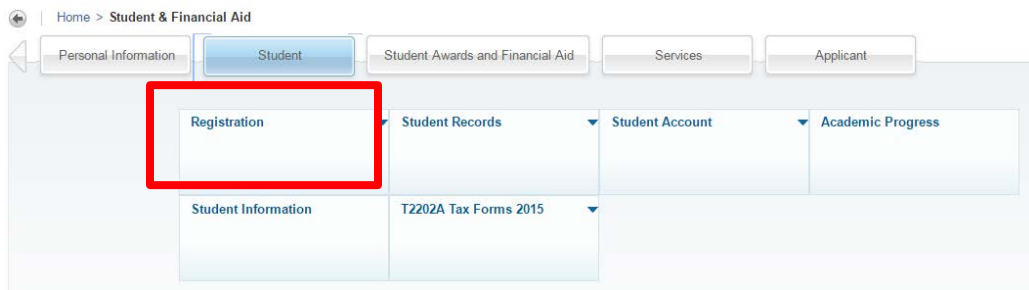 Home > Student & Financial Aid
Personal Information Student Student Awards and Financial Aid Services Applicant
Registration Student Records Student Account Academic Progress
Student Information T2202A Tax Forms 2015